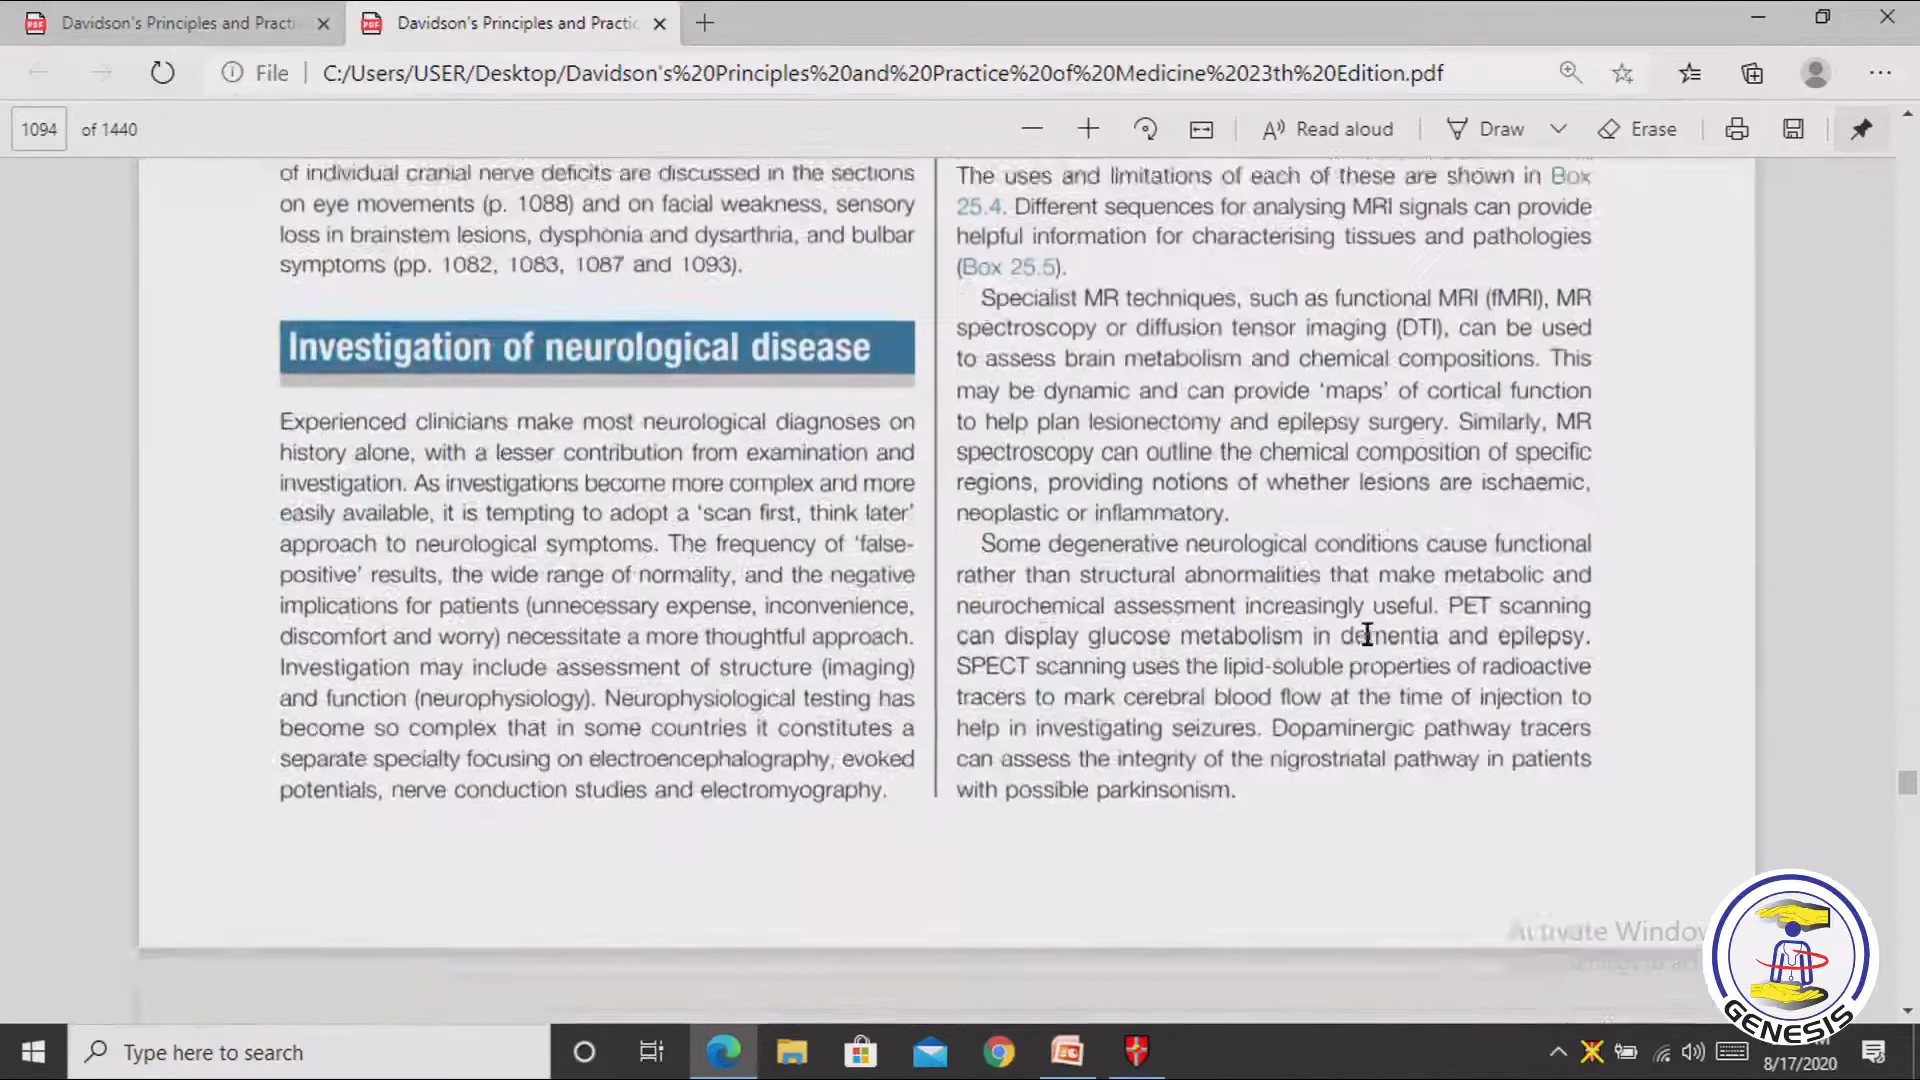 Davidson's Principles and Practi
Davidson's Principles and Practic
File
C:/Users/USER/Desktop/Davidson's%20Principles%20and%20Practice%20of%20Medicine%2023th%20Edition.pdf
1094 of 1440
Read aloud
Draw
Erase
of individual cranial nerve deficits are discussed in the sections
on eye movements (p. 1088) and on facial weakness, sensory
loss in brainstem lesions, dysphonia and dysarthria, and bulbar
symptoms (pp. 1082, 1083, 1087 and 1093).
Investigation of neurological disease
Experienced clinicians make most neurological diagnoses on
history alone, with a lesser contribution from examination and
investigation. As investigations become more complex and more
easily available, it is tempting to adopt a ‘scan first, think later’
approach to neurological symptoms. The frequency of ‘false-
positive’ results, the wide range of normality, and the negative
implications for patients (unnecessary expense, inconvenience,
discomfort and worry) necessitate a more thoughtful approach.
Investigation may include assessment of structure (imaging)
and function (neurophysiology). Neurophysiological testing has
become so complex that in some countries it constitutes a
separate specialty focusing on electroencephalography, evoked
potentials, nerve conduction studies and electromyography.
The uses and limitations of each of these are shown in Box
25.4. Different sequences for analysing MRI signals can provide
helpful information for characterising tissues and pathologies
(Box 25.5).
Specialist MR techniques, such as functional MRI (fMRI), MR
spectroscopy or diffusion tensor imaging (DTI), can be used
to assess brain metabolism and chemical compositions. This
may be dynamic and can provide ‘maps’ of cortical function
to help plan lesionectomy and epilepsy surgery. Similarly, MR
spectroscopy can outline the chemical composition of specific
regions, providing notions of whether lesions are ischaemic,
neoplastic or inflammatory.
Some degenerative neurological conditions cause functional
rather than structural abnormalities that make metabolic and
neurochemical assessment increasingly useful. PET scanning
can display glucose metabolism in dementia and epilepsy.
SPECT scanning uses the lipid-soluble properties of radioactive
tracers to mark cerebral blood flow at the time of injection to
help in investigating seizures. Dopaminergic pathway tracers
can assess the integrity of the nigrostriatal pathway in patients
with possible parkinsonism.
Activate Window
GENESIS
Type here to search
8/17/2020